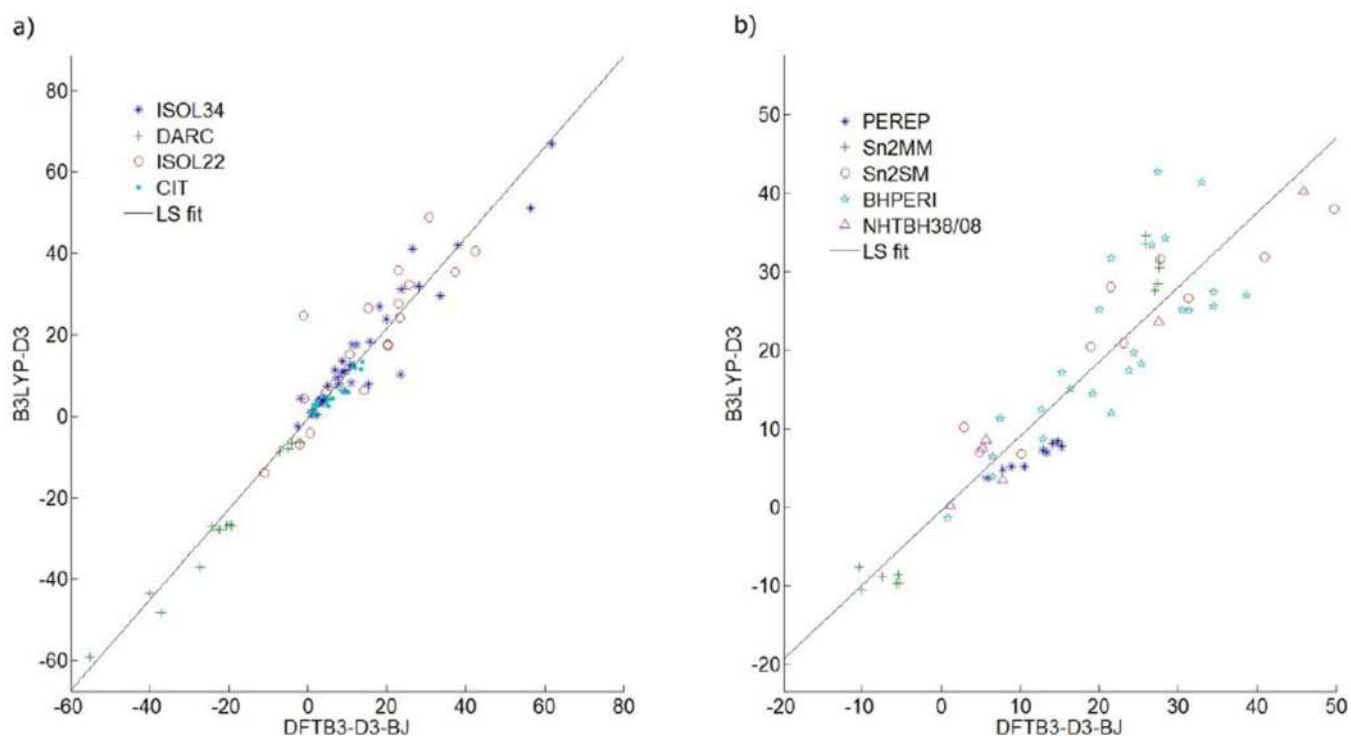 a)
B3LYP-D3
80
60
40
20
0
-20
-40
-60
ISOL34
DARC
ISOL22
CIT
LS fit
-60 -40 -20 0 20 40 60 80
DFTB3-D3-BJ
b)
B3LYP-D3
50
40
30
20
10
0
-10
-20
PEREP
Sn2MM
Sn2SM
BHPERI
NHTBH38/08
LS fit
-20 -10 0 10 20 30 40 50
DFTB3-D3-BJ